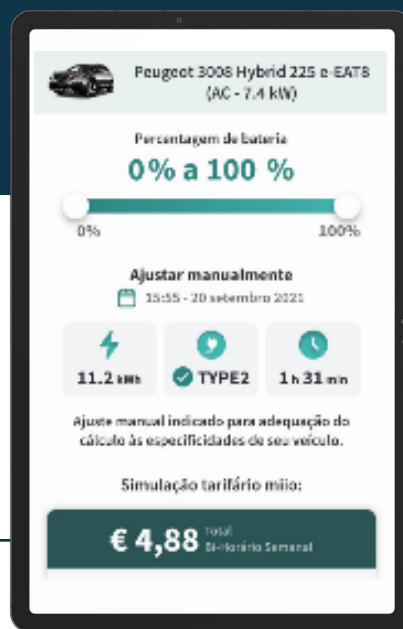 Peugeot 3008 Hybrid 225 e-EAT8
(AC - 7.4 kW)
Percentagem de bateria
0% a 100 %
0%
100%
Ajustar manualmente
15:55 - 20 setembro 2021
11.2 kWh
TYPE2
1 h 31 min
Ajuste manual indicado para adequação do
cálculo às especificidades de seu veículo.
Simulação tarifário miio:
€ 4,88
Total
Bi-Horário Semanal